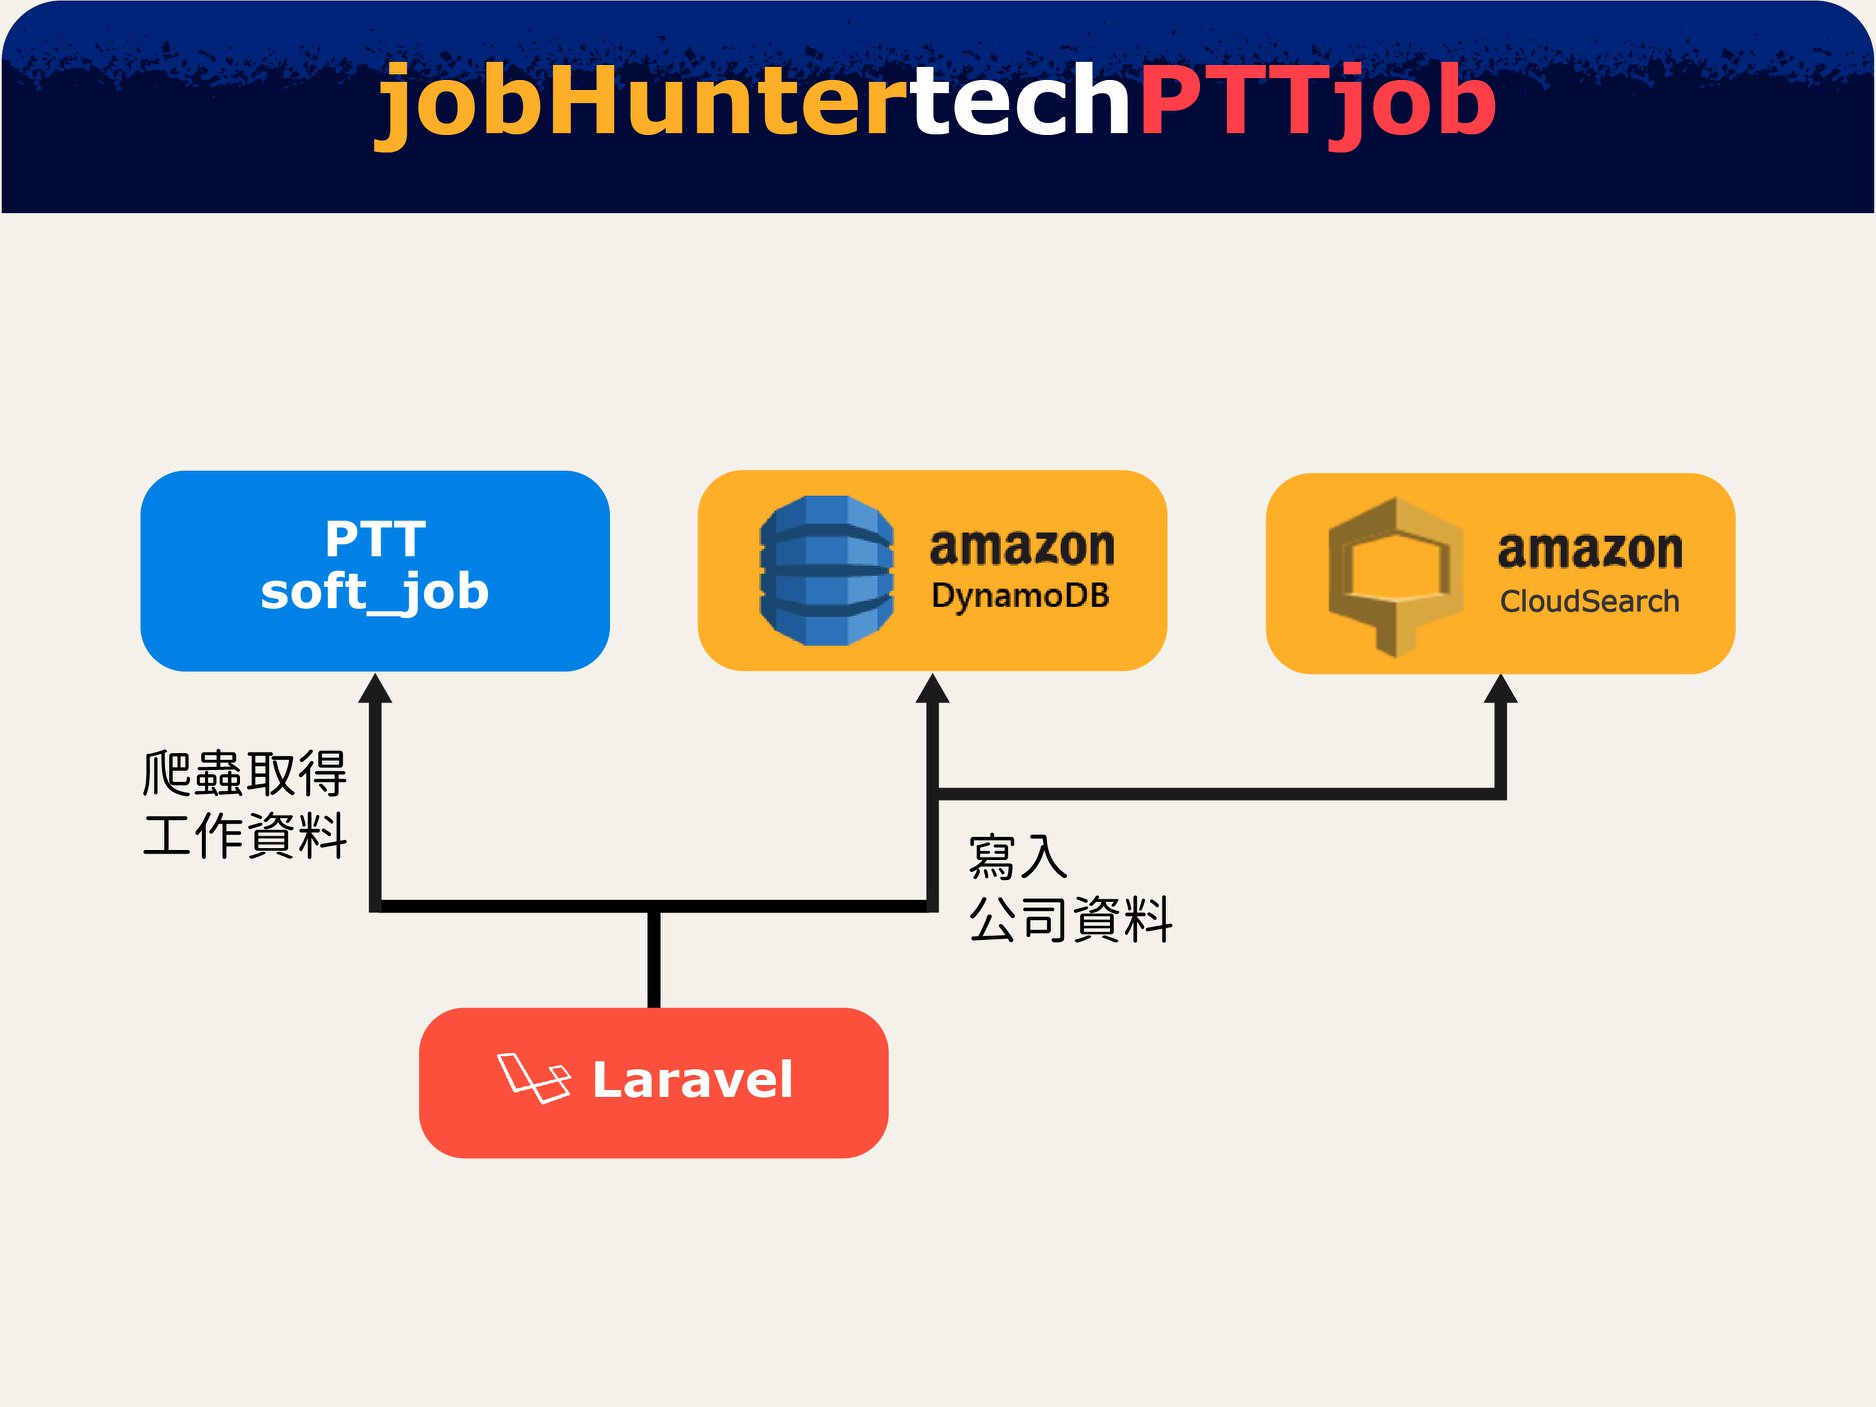 jobHuntertechPTTjob
PTT
soft_job
amazon
DynamoDB
amazon
CloudSearch
爬蟲取得
工作資料
寫入
公司資料
Laravel